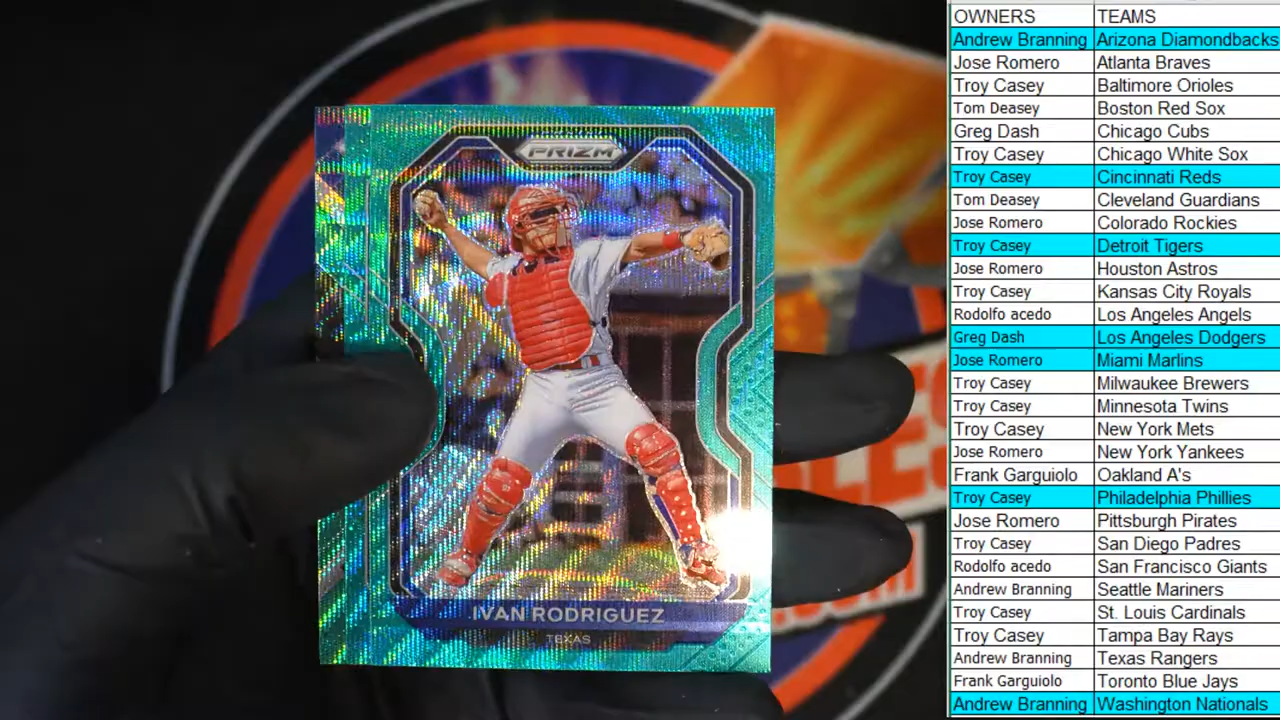 PRIZM
IVAN RODRIGUEZ
TEXAS
OWNERS TEAMS
Andrew Branning Arizona Diamondbacks
Jose Romero Atlanta Braves
Troy Casey Baltimore Orioles
Tom Deasey Boston Red Sox
Greg Dash Chicago Cubs
Troy Casey Chicago White Sox
Troy Casey Cincinnati Reds
Tom Deasey Cleveland Guardians
Jose Romero Colorado Rockies
Troy Casey Detroit Tigers
Jose Romero Houston Astros
Troy Casey Kansas City Royals
Rodolfo acedo Los Angeles Angels
Greg Dash Los Angeles Dodgers
Jose Romero Miami Marlins
Troy Casey Milwaukee Brewers
Troy Casey Minnesota Twins
Troy Casey New York Mets
Jose Romero New York Yankees
Frank Garguiolo Oakland A's
Troy Casey Philadelphia Phillies
Jose Romero Pittsburgh Pirates
Troy Casey San Diego Padres
Rodolfo acedo San Francisco Giants
Andrew Branning Seattle Mariners
Troy Casey St. Louis Cardinals
Troy Casey Tampa Bay Rays
Andrew Branning Texas Rangers
Frank Garguiolo Toronto Blue Jays
Andrew Branning Washington Nationals